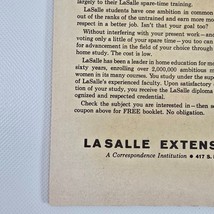 largely to their LaSalle spare-time training.
LaSalle students have one ambition in common
out of the ranks of the untrained and earn more m
respect in a better job. Isn't that your goal too?
Without interfering with your present work—and
voting only a little of your spare time—you too can
for advancement in the field of your choice through
home study.
LaSalle has been a leader in home education for mo
sixty years, enrolling over 2,000,000 ambitious m
women in its many courses. You study under the super
of LaSalle's experienced faculty. Upon satisfactory
tion of your study, you receive the LaSalle diplom
ognized and respected credential.
Check the subject you are interested in—then m
coupon above for FREE booklet. No obligation.
LASALLE EXTENS
A Correspondence Institution • 417 S.